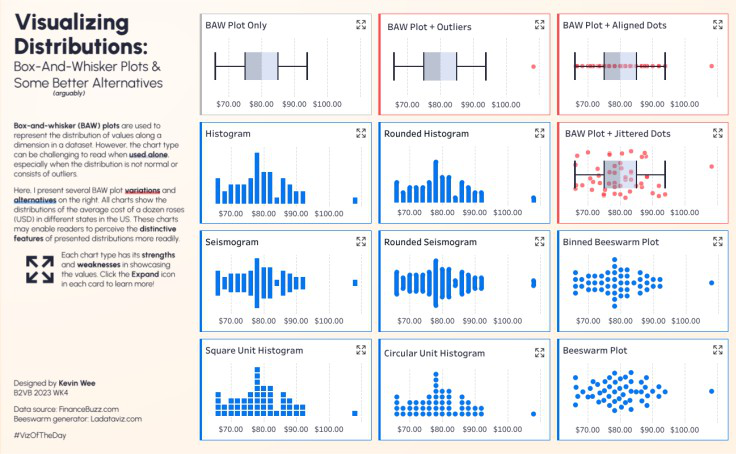 Visualizing
Distributions:
Box-And-Whisker Plots &
Some Better Alternatives
(arguably)
Box-and-whisker (BAW) plots are used to
represent the distribution of values along a
dimension in a dataset. However, the chart type
can be challenging to read when used alone,
especially when the distribution is not normal or
consists of outliers.
Here, I present several BAW plot variations and
alternatives on the right. All charts show the
distributions of the average cost of a dozen roses
(USD) in different states in the US. These charts
may enable readers to perceive the distinctive
features of presented distributions more readily.
Each chart type has its strengths
and weaknesses in showcasing
the values. Click the Expand icon
in each card to learn more!
Designed by Kevin Wee
B2VB 2023 WK4
Data source: FinanceBuzz.com
Beeswarm generator: Ladataviz.com
#VizOfTheDay
BAW Plot Only
$70.00 $80.00 $90.00 $100.00
BAW Plot + Outliers
$70.00 $80.00 $90.00 $100.00
BAW Plot + Aligned Dots
$70.00 $80.00 $90.00 $100.00
Histogram
$70.00 $80.00 $90.00 $100.00
Rounded Histogram
$70.00 $80.00 $90.00 $100.00
BAW Plot + Jittered Dots
$70.00 $80.00 $90.00 $100.00
Seismogram
$70.00 $80.00 $90.00 $100.00
Rounded Seismogram
$70.00 $80.00 $90.00 $100.00
Binned Beeswarm Plot
$70.00 $80.00 $90.00 $100.00
Square Unit Histogram
$70.00 $80.00 $90.00 $100.00
Circular Unit Histogram
$70.00 $80.00 $90.00 $100.00
Beeswarm Plot
$70.00 $80.00 $90.00 $100.00